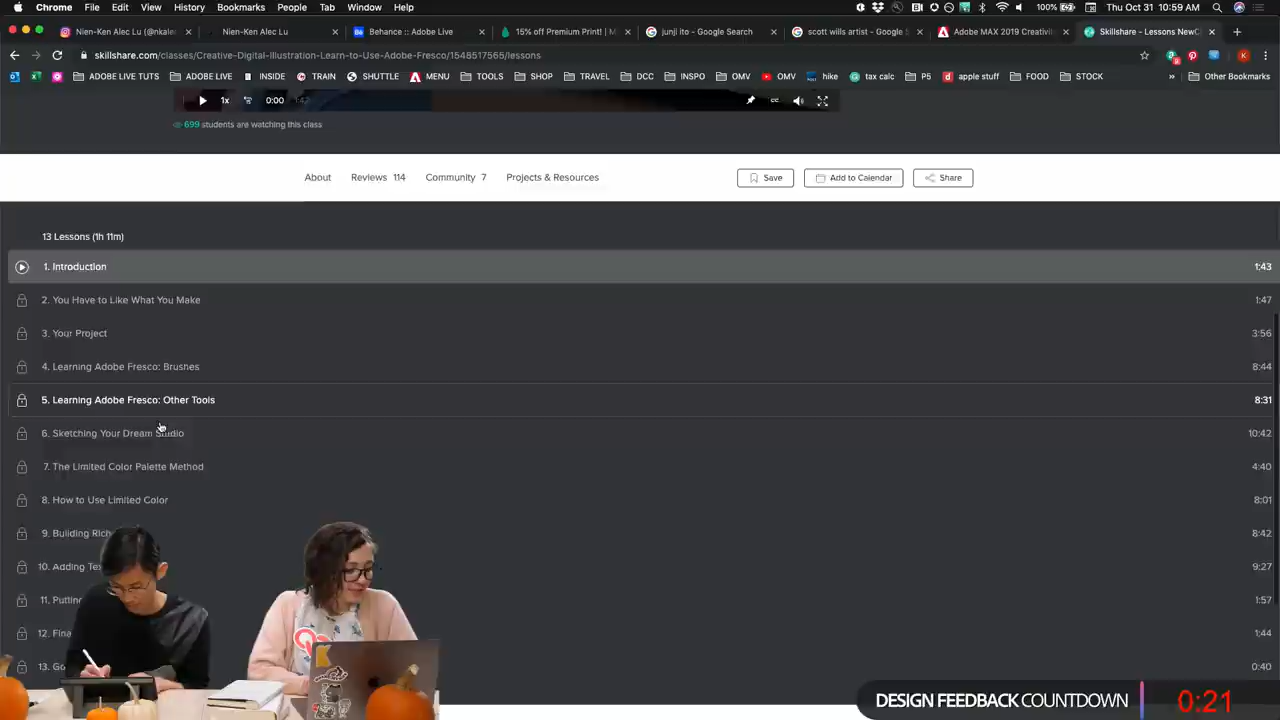 Chrome File Edit View History Bookmarks People Tab Window Help 100% Thu Oct 31 10:59 AM
Nien-Ken Alec Lu (@nkale Nien-Ken Alec Lu Behance :: Adobe Live 15% off Premium Print! | M junji ito - Google Search scott wills artist - Google S Adobe MAX 2019 Creativi Skillshare - Lessons NewC
skillshare.com/classes/Creative-Digital-Illustration-Learn-to-Use-Adobe-Fresco/1548517565/lessons
ADOBE LIVE TUTS ADOBE LIVE INSIDE TRAIN SHUTTLE MENU TOOLS SHOP TRAVEL DCC INSPO OMV OMV hike tax calc P5 apple stuff FOOD STOCK » Other Bookmarks
1x 0:00 1:42 CC
699 students are watching this class
About Reviews 114 Community 7 Projects & Resources Save Add to Calendar Share
13 Lessons (1h 11m)
1. Introduction 1:43
2. You Have to Like What You Make 1:47
3. Your Project 3:56
4. Learning Adobe Fresco: Brushes 8:44
5. Learning Adobe Fresco: Other Tools 8:31
6. Sketching Your Dream Studio 10:42
7. The Limited Color Palette Method 4:40
8. How to Use Limited Color 8:01
9. Building Rich 8:42
10. Adding Te 9:27
11. Putting 1:57
12. Fina 1:44
13. Go 0:40
DESIGN FEEDBACK COUNTDOWN 0:21